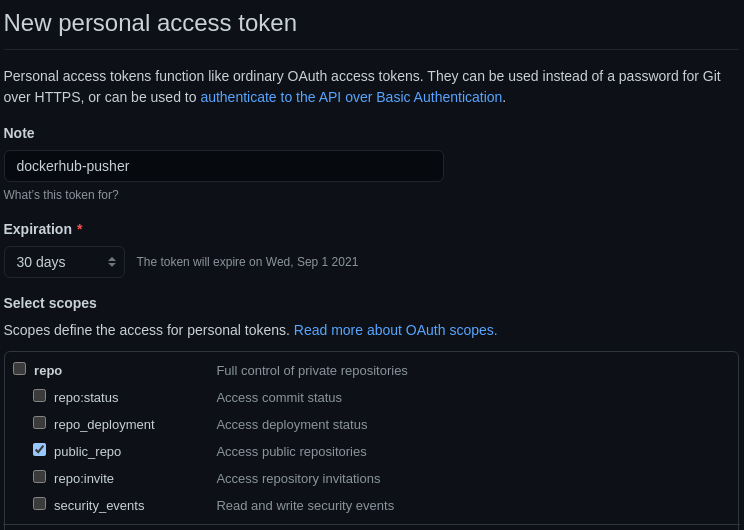 New personal access token
Personal access tokens function like ordinary OAuth access tokens. They can be used instead of a password for Git
over HTTPS, or can be used to authenticate to the API over Basic Authentication.
Note
dockerhub-pusher
What's this token for?
Expiration *
30 days The token will expire on Wed, Sep 1 2021
Select scopes
Scopes define the access for personal tokens. Read more about OAuth scopes.
repo Full control of private repositories
repo:status Access commit status
repo_deployment Access deployment status
public_repo Access public repositories
repo:invite Access repository invitations
security_events Read and write security events